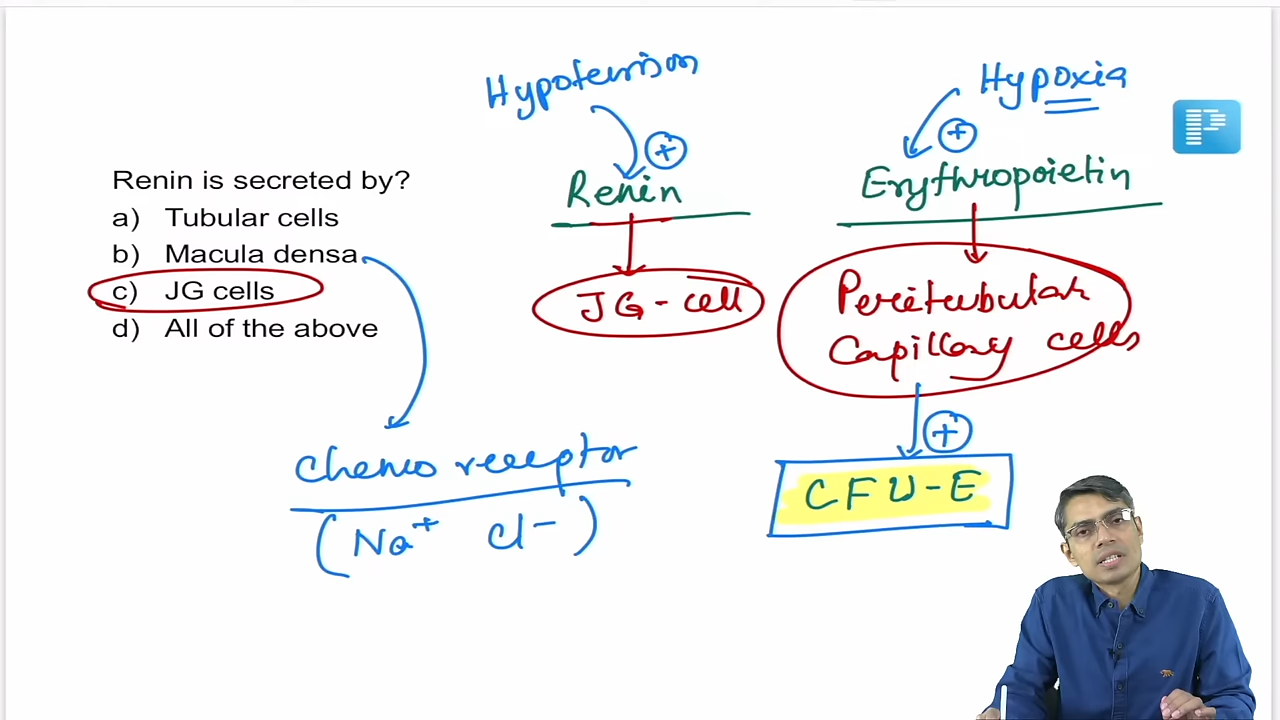 Renin is secreted by?
a) Tubular cells
b) Macula densa
c) JG cells
d) All of the above
Hypotension
+
Renin
JG-cell
Hypoxia
+
Erythropoietin
Peritubular
Capillary cells
+
CFU-E
Chemo receptor
(Na+ Cl-)
P